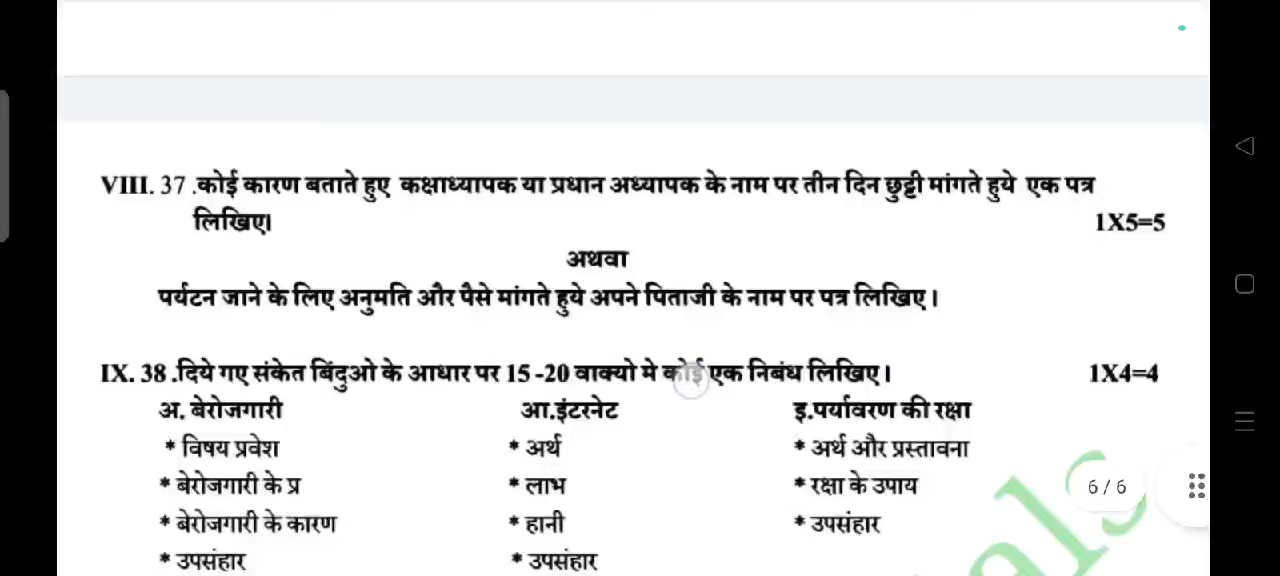 VIII. 37 .कोई कारण बताते हुए कक्षाध्यापक या प्रधान अध्यापक के नाम पर तीन दिन छुट्टी मांगते हुये एक पत्र
लिखिए। 1X5=5
अथवा
पर्यटन जाने के लिए अनुमति और पैसे मांगते हुये अपने पिताजी के नाम पर पत्र लिखिए।
IX. 38 .दिये गए संकेत बिंदुओ के आधार पर 15 -20 वाक्यो मे कोई एक निबंध लिखिए। 1X4=4
अ. बेरोजगारी आ.इंटरनेट इ.पर्यावरण की रक्षा
* विषय प्रवेश * अर्थ * अर्थ और प्रस्तावना
* बेरोजगारी के प्र * लाभ * रक्षा के उपाय
* बेरोजगारी के कारण * हानी * उपसंहार
* उपसंहार * उपसंहार
6 / 6